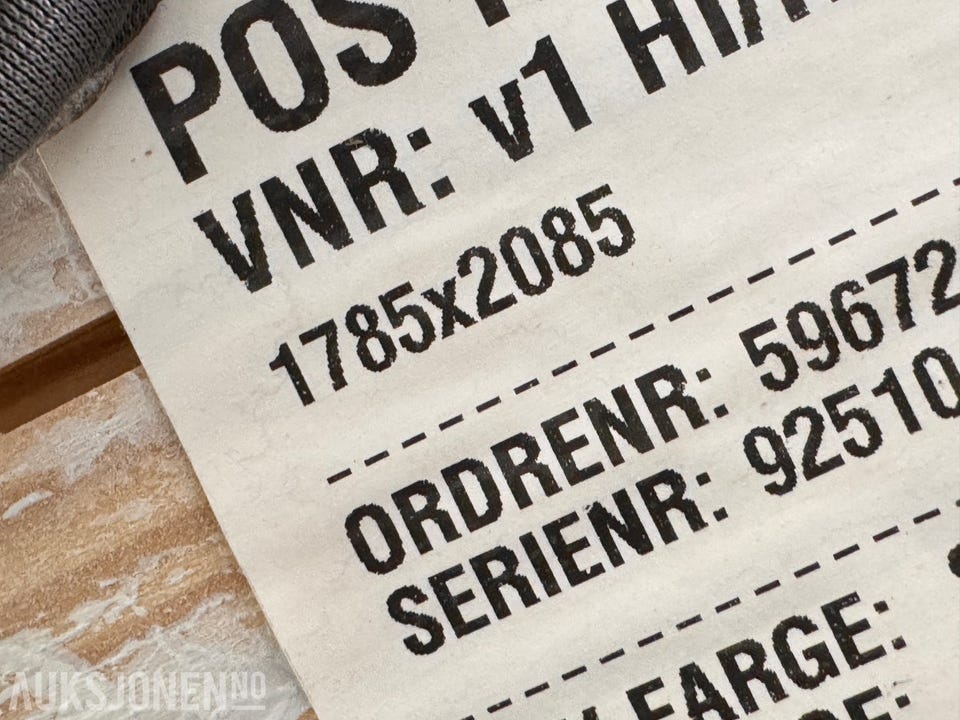 POS
VNR: v1
1785x2085
ORDRENR: 59672
SERIENR: 92510
FARGE:
AUKSJONEN NO